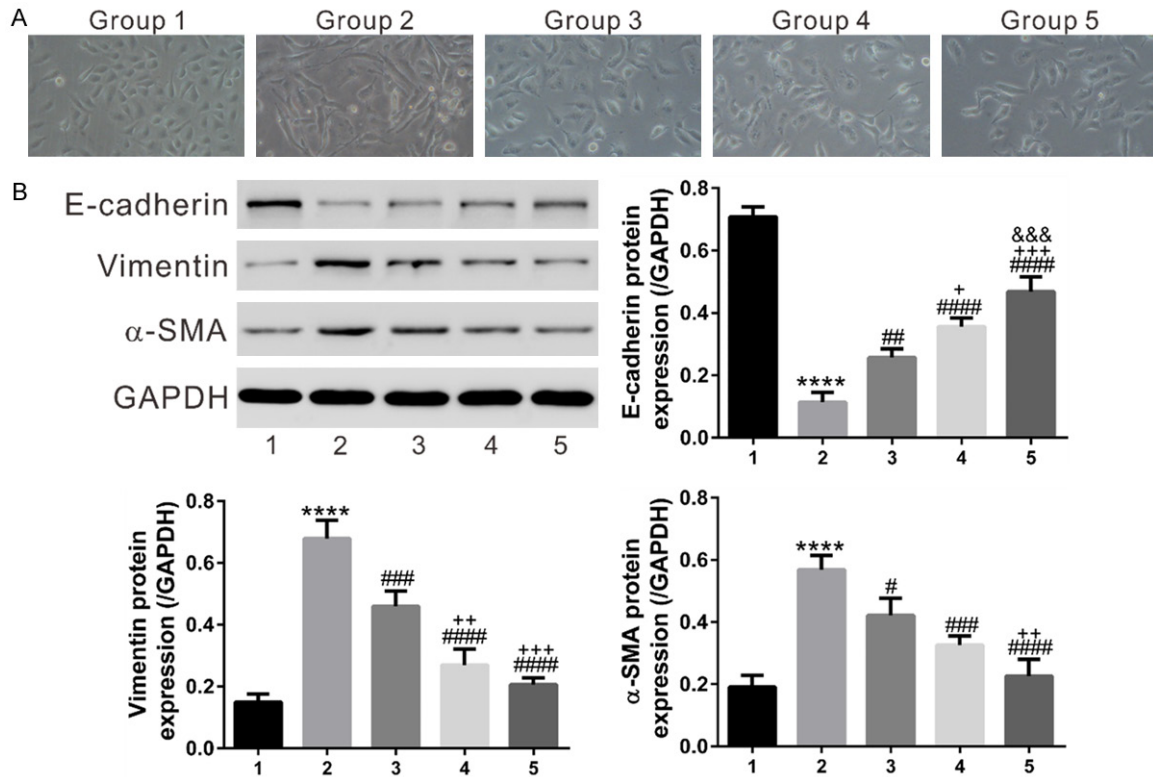 A
Group 1
Group 2
Group 3
Group 4
Group 5
B
E-cadherin
Vimentin
α-SMA
GAPDH
1 2 3 4 5
E-cadherin protein
expression (/GAPDH)
0.8
0.6
0.4
0.2
0.0
****
##
+
####
&&&
+++
####
1 2 3 4 5
Vimentin protein
expression (/GAPDH)
0.8
0.6
0.4
0.2
0.0
****
###
++
####
+++
####
1 2 3 4 5
α-SMA protein
expression (/GAPDH)
0.8
0.6
0.4
0.2
0.0
****
#
###
++
####
1 2 3 4 5